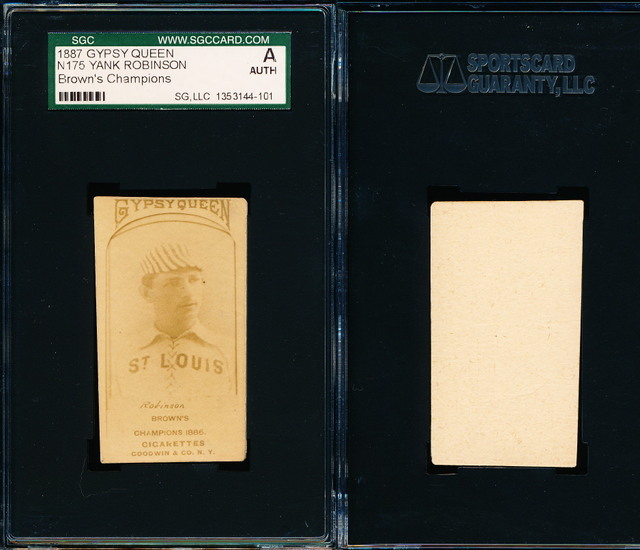 SGC WWW.SGCCARD.COM
1887 GYPSY QUEEN A
N175 YANK ROBINSON AUTH
Brown's Champions
SG,LLC 1353144-101
SPORTSCARD
GUARANTY,LLC
GYPSY QUEEN
ST LOUIS
Robinson
BROWN'S
CHAMPIONS 1886.
CIGARETTES
GOODWIN & CO. N. Y.